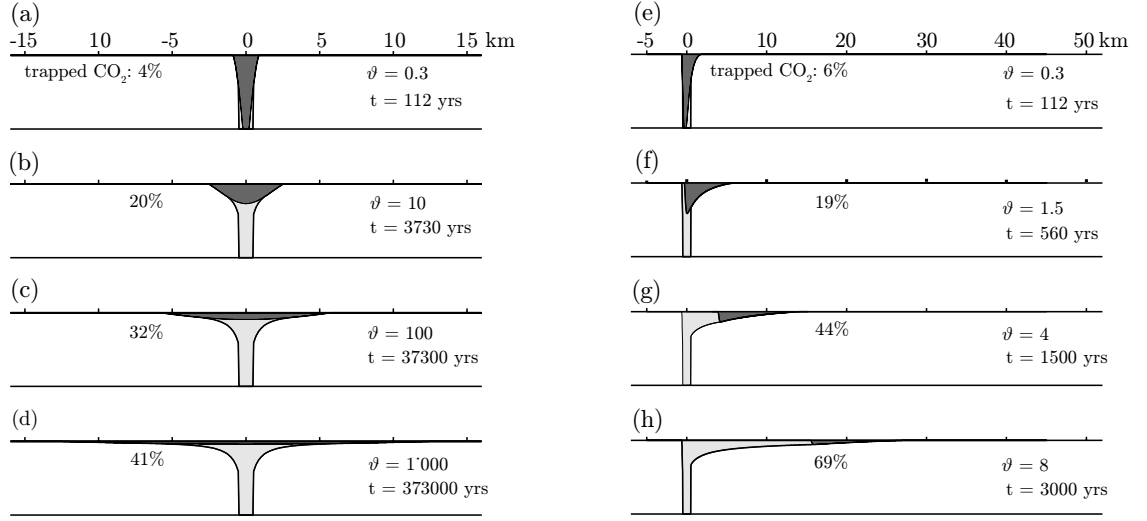 (a)
-15 10 -5 0 5 10 15 km
trapped CO2: 4%
ϑ = 0.3
t = 112 yrs
(b)
20%
ϑ = 10
t = 3730 yrs
(c)
32%
ϑ = 100
t = 37300 yrs
(d)
41%
ϑ = 1'000
t = 373000 yrs
(e)
-5 0 10 20 30 40 50 km
trapped CO2: 6%
ϑ = 0.3
t = 112 yrs
(f)
19%
ϑ = 1.5
t = 560 yrs
(g)
44%
ϑ = 4
t = 1500 yrs
(h)
69%
ϑ = 8
t = 3000 yrs